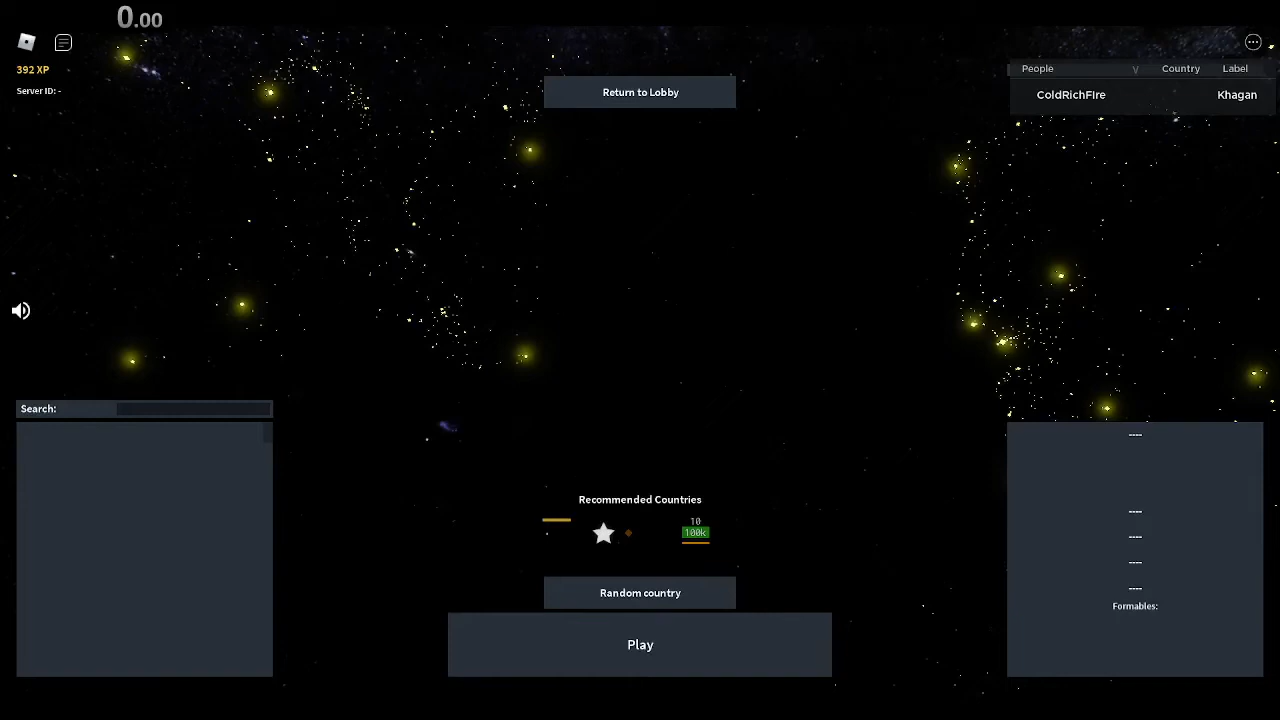 0.00
392 XP
Server ID: -
Return to Lobby
People V Country Label
ColdRichFIre Khagan
Search:
----
----
----
----
----
Formables:
Recommended Countries
10
100k
Random country
Play